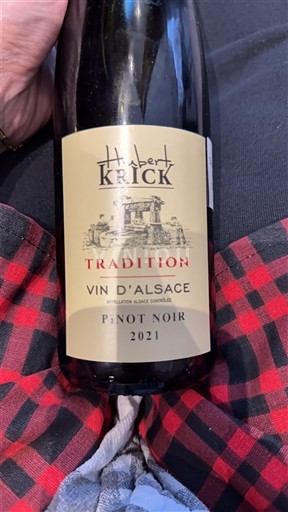 Hubert
KRICK
TRADITION
VIN D'ALSACE
APPELLATION ALSACE CONTRÔLÉE
PINOT NOIR
2021